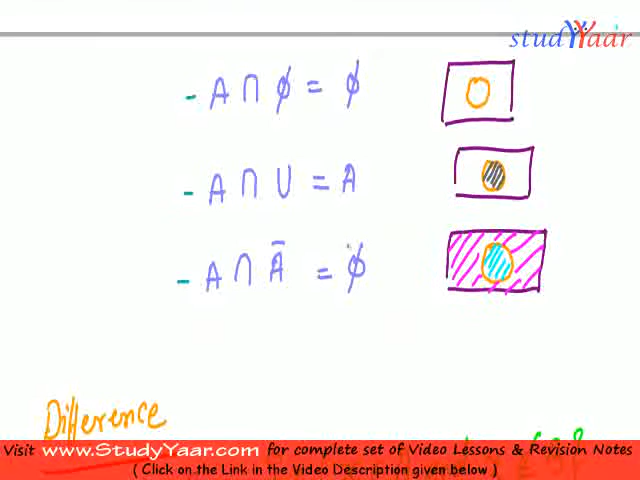 studYYaar
- A ∩ ϕ = ϕ
- A ∩ U = A
- A ∩ Ā = ϕ
Difference
Visit www.StudyYaar.com for complete set of Video Lessons & Revision Notes
( Click on the Link in the Video Description given below )